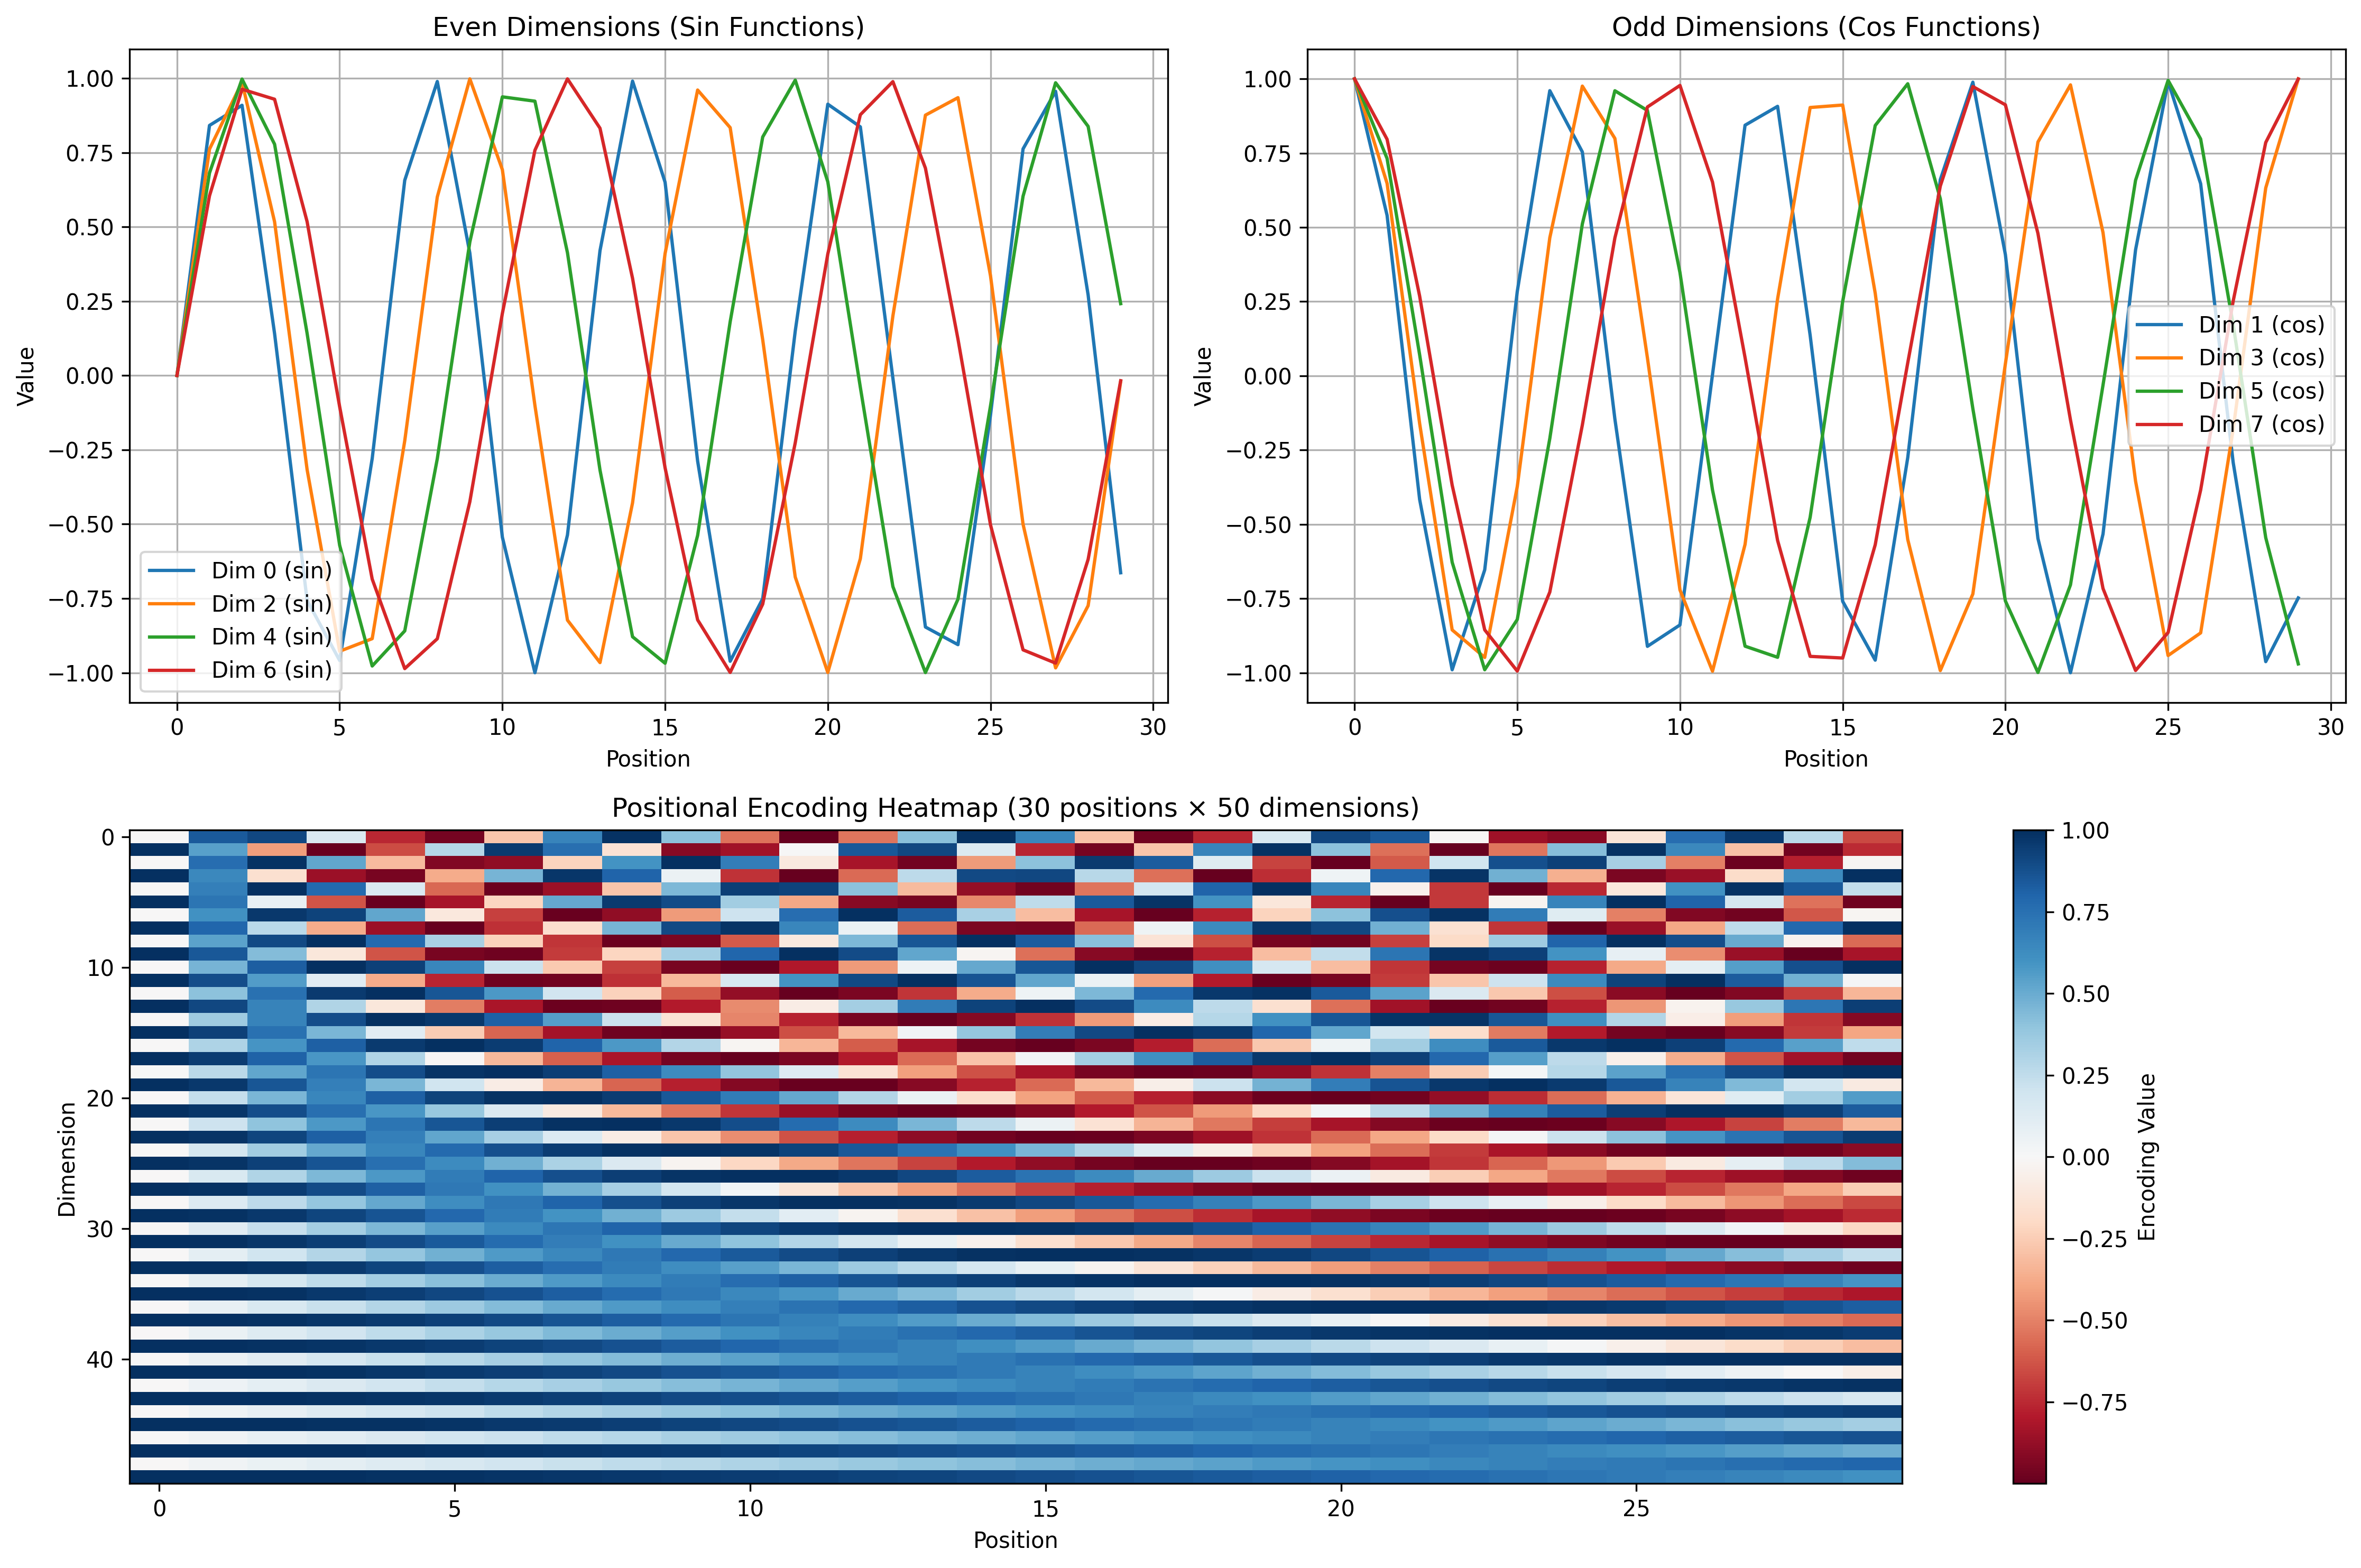 Even Dimensions (Sin Functions)
1.00
0.75
0.50
0.25
0.00
−0.25
−0.50
−0.75
−1.00
Value
Dim 0 (sin)
Dim 2 (sin)
Dim 4 (sin)
Dim 6 (sin)
0 5 10 15 20 25 30
Position
Odd Dimensions (Cos Functions)
1.00
0.75
0.50
0.25
0.00
−0.25
−0.50
−0.75
−1.00
Value
Dim 1 (cos)
Dim 3 (cos)
Dim 5 (cos)
Dim 7 (cos)
0 5 10 15 20 25 30
Position
Positional Encoding Heatmap (30 positions × 50 dimensions)
0
10
20
30
40
Dimension
0 5 10 15 20 25
Position
1.00
0.75
0.50
0.25
0.00
−0.25
−0.50
−0.75
Encoding Value